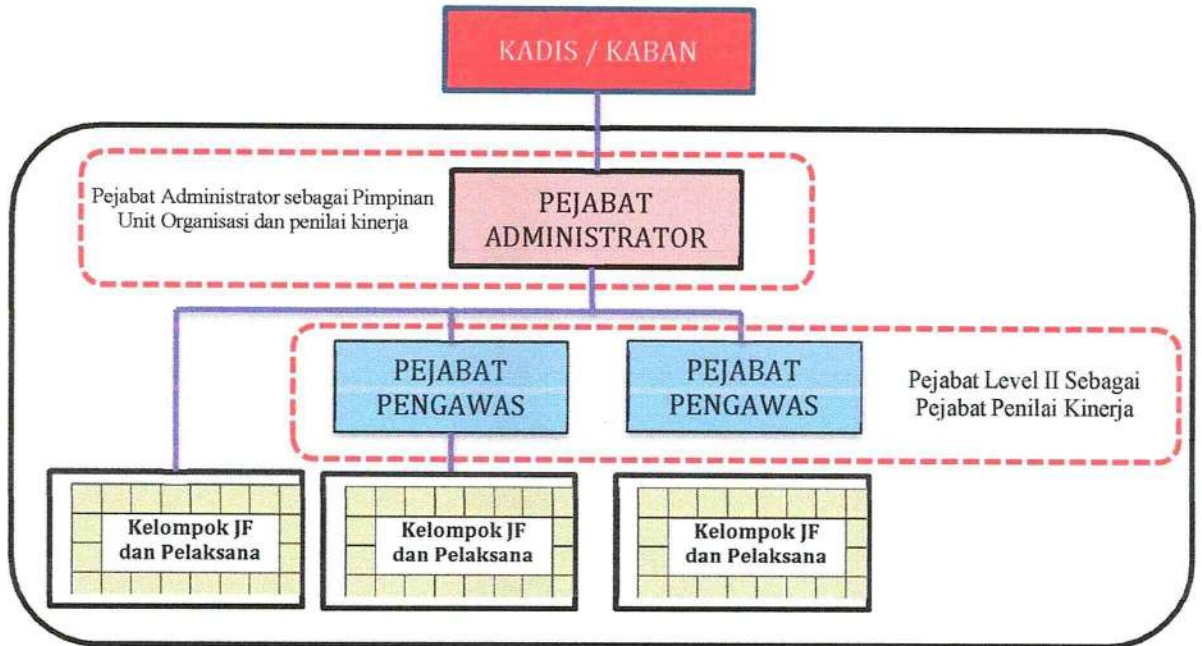 KADIS / KABAN
Pejabat Administrator sebagai Pimpinan
Unit Organisasi dan penilai kinerja
PEJABAT
ADMINISTRATOR
PEJABAT
PENGAWAS
PEJABAT
PENGAWAS
Pejabat Level II Sebagai
Pejabat Penilai Kinerja
Kelompok JF
dan Pelaksana
Kelompok JF
dan Pelaksana
Kelompok JF
dan Pelaksana